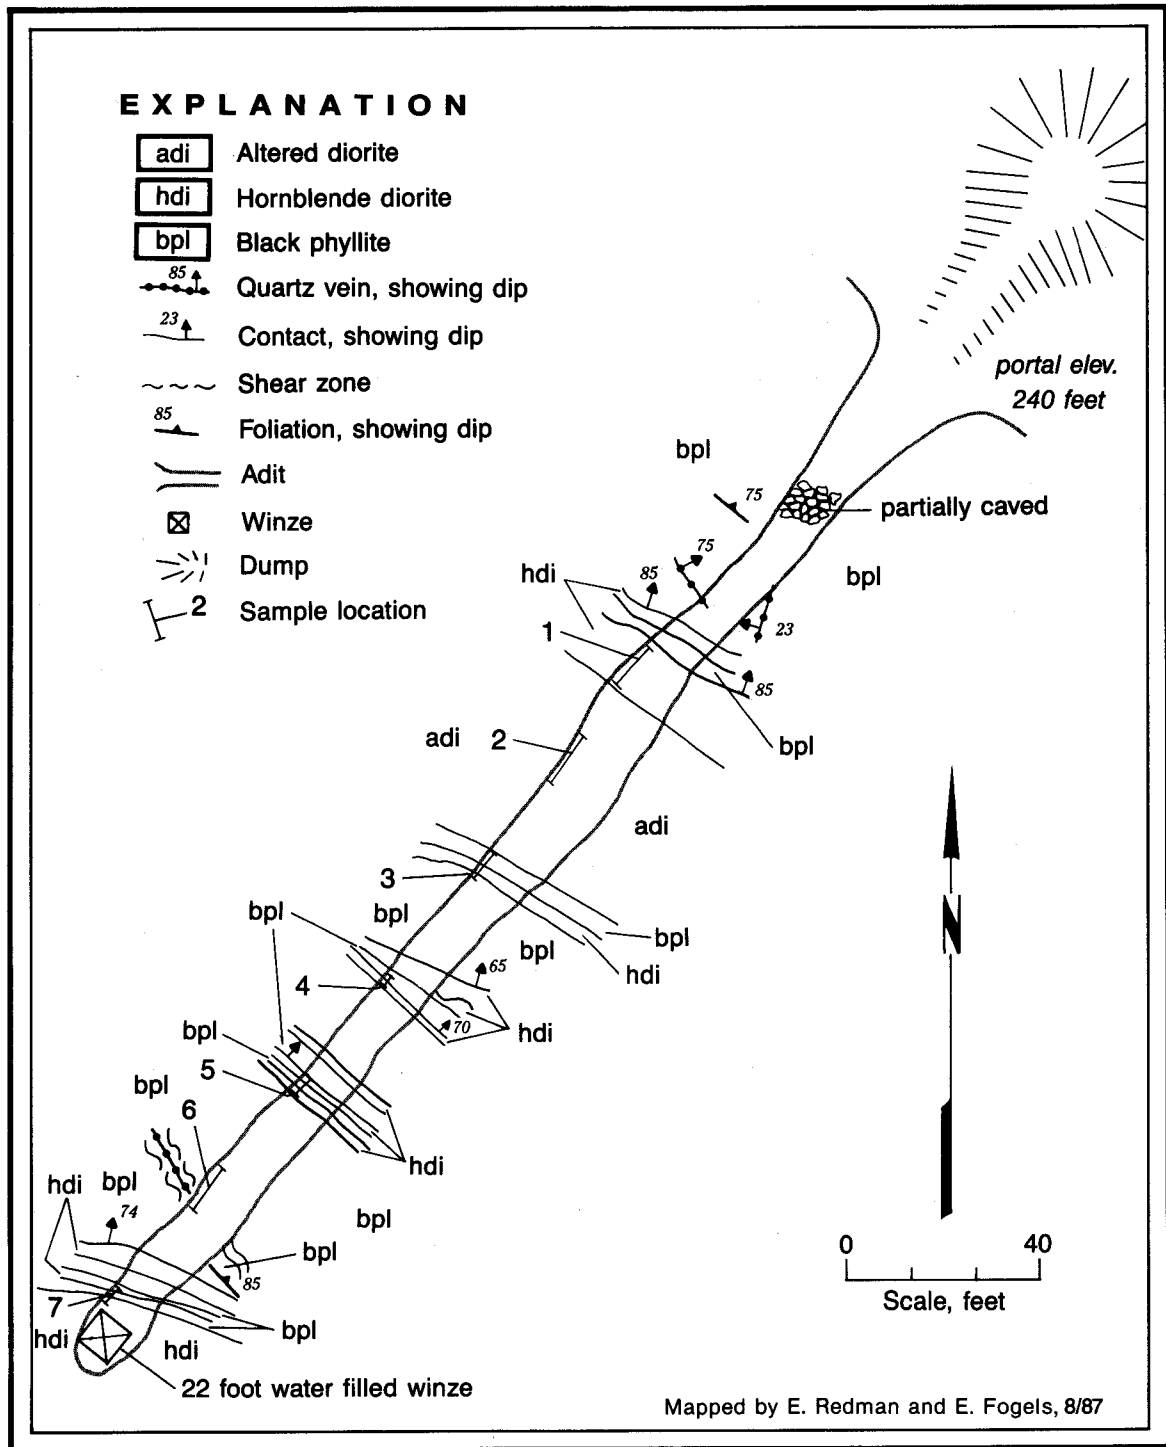 EXPLANATION
adi Altered diorite
hdi Hornblende diorite
bpl Black phyllite
85 Quartz vein, showing dip
23 Contact, showing dip
Shear zone
85 Foliation, showing dip
Adit
Winze
Dump
2 Sample location
portal elev.
240 feet
bpl
75
partially caved
75
hdi
85
bpl
1
23
85
bpl
adi 2
adi
3
bpl
bpl
bpl
bpl
hdi
65
4
70
hdi
bpl
5
bpl
6
hdi
hdi
bpl
74
bpl
bpl
85
7
hdi
hdi
bpl
22 foot water filled winze
N
0 40
Scale, feet
Mapped by E. Redman and E. Fogels, 8/87